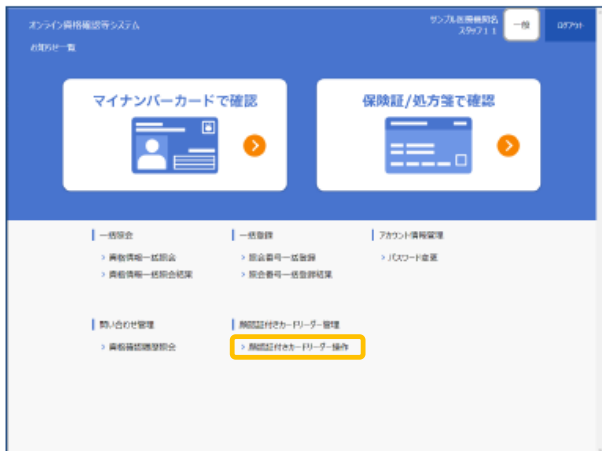 オンライン資格確認等システム
サンプル医療機関名
スタッフ11
一般
ログアウト
お知らせ一覧
マイナンバーカードで確認
保険証/処方箋で確認
一括照会
一括登録
アカウント情報管理
> 資格情報一括照会
> 照会番号一括登録
> パスワード変更
> 資格情報一括照会結果
> 照会番号一括登録結果
問い合わせ管理
顔認証付きカードリーダー管理
> 資格確認履歴照会
> 顔認証付きカードリーダー操作